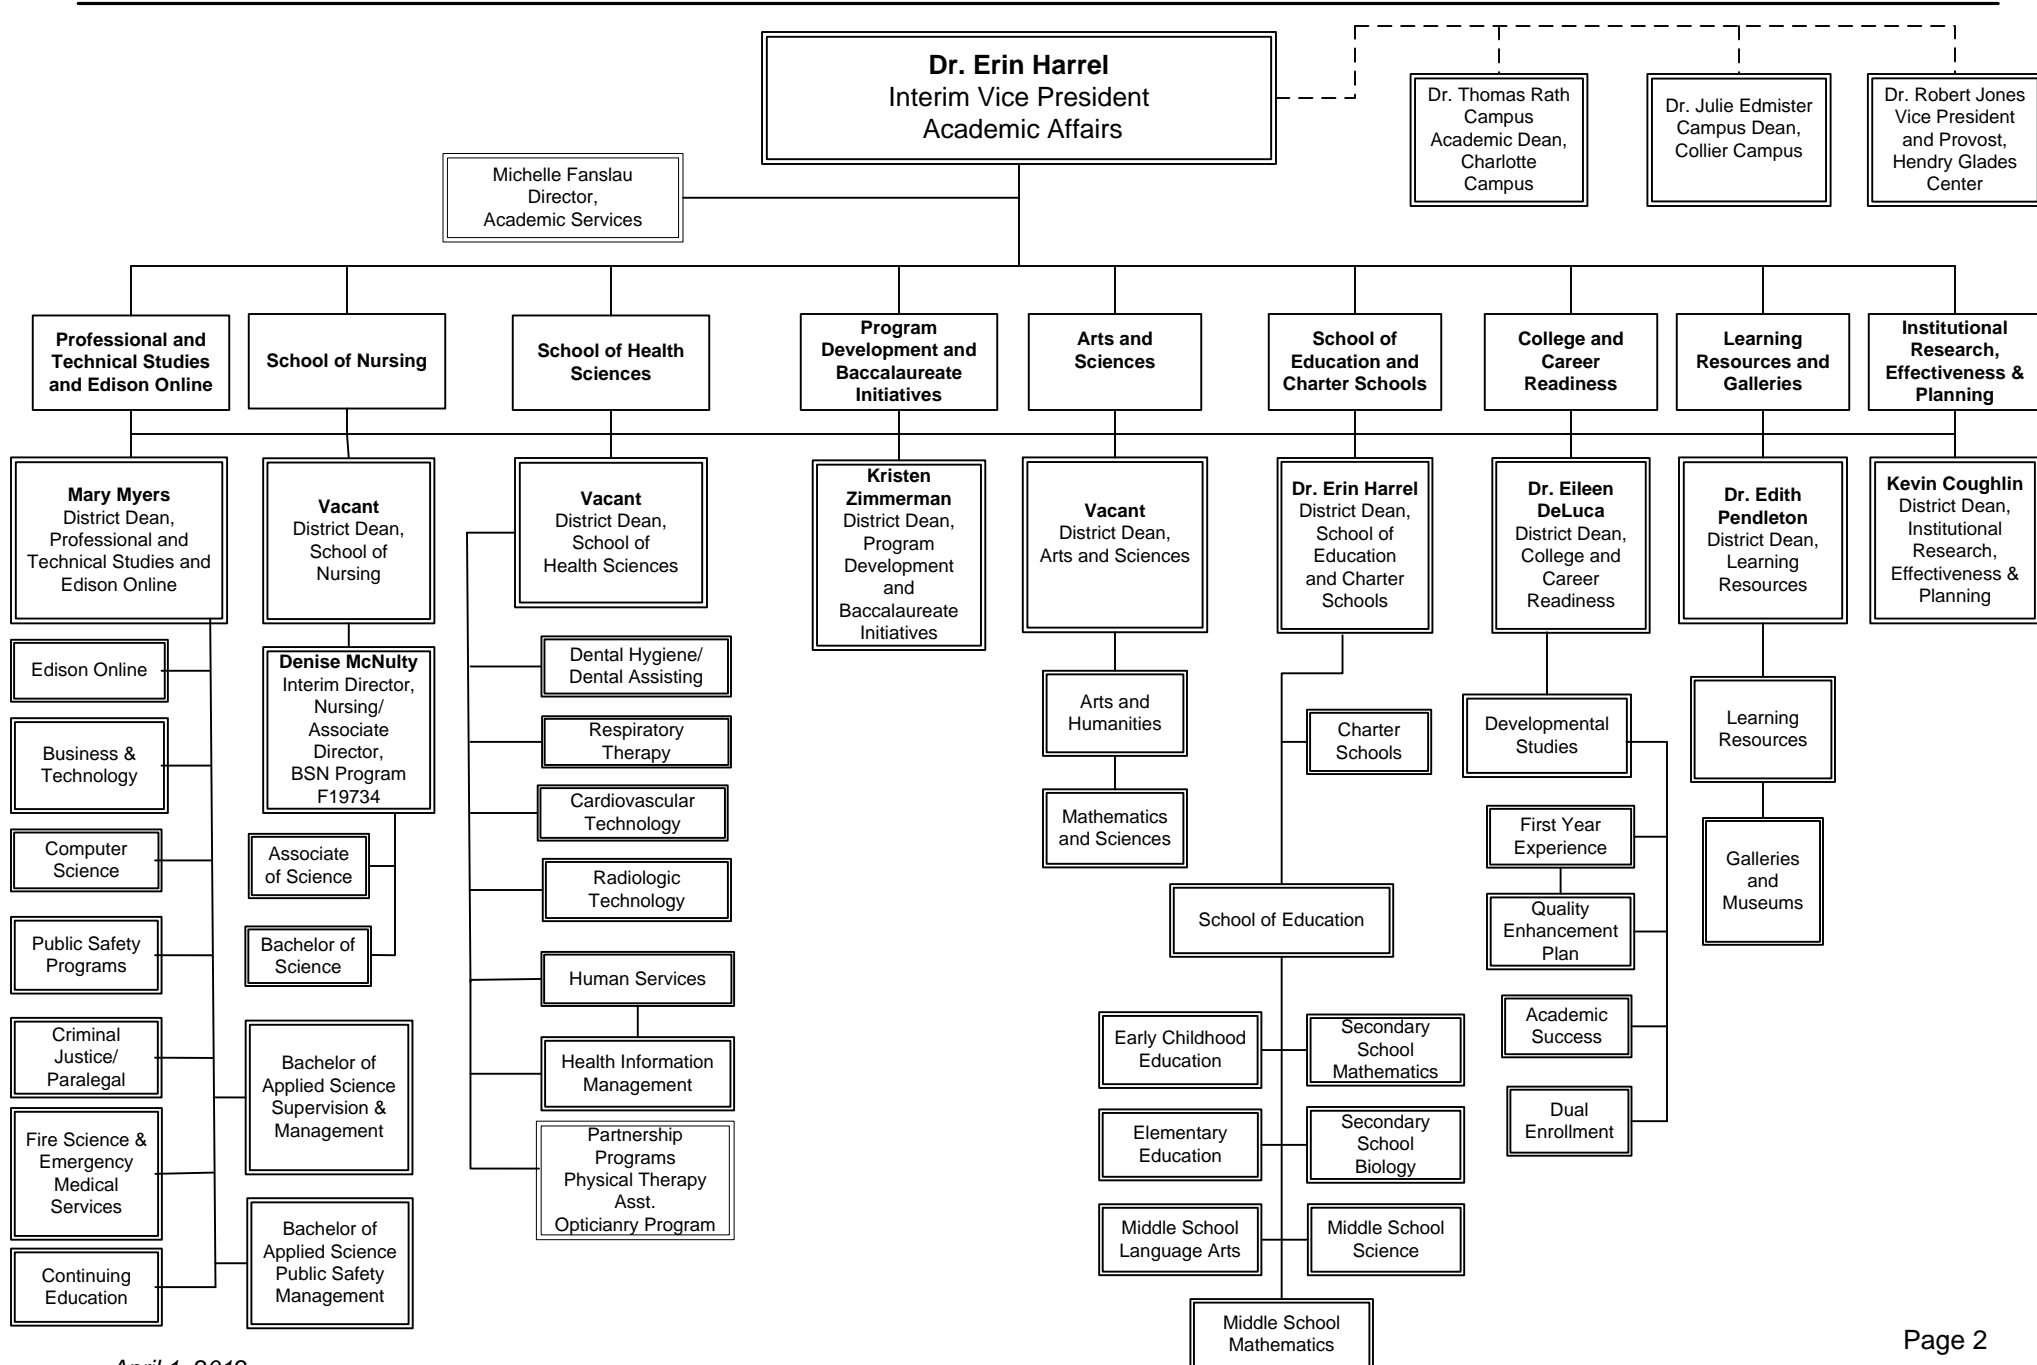 Dr. Erin Harrel
Interim Vice President
Academic Affairs
Dr. Thomas Rath
Campus
Academic Dean,
Charlotte
Campus
Dr. Julie Edmister
Campus Dean,
Collier Campus
Dr. Robert Jones
Vice President
and Provost,
Hendry Glades
Center
Michelle Fanslau
Director,
Academic Services
Professional and
Technical Studies
and Edison Online
School of Nursing
School of Health
Sciences
Program
Development and
Baccalaureate
Initiatives
Arts and
Sciences
School of
Education and
Charter Schools
College and
Career
Readiness
Learning
Resources and
Galleries
Institutional
Research,
Effectiveness &
Planning
Mary Myers
District Dean,
Professional and
Technical Studies and
Edison Online
Vacant
District Dean,
School of
Nursing
Vacant
District Dean,
School of
Health Sciences
Kristen
Zimmerman
District Dean,
Program
Development
and
Baccalaureate
Initiatives
Vacant
District Dean,
Arts and Sciences
Dr. Erin Harrel
District Dean,
School of
Education
and Charter
Schools
Dr. Eileen
DeLuca
District Dean,
College and
Career
Readiness
Dr. Edith
Pendleton
District Dean,
Learning
Resources
Kevin Coughlin
District Dean,
Institutional
Research,
Effectiveness &
Planning
Edison Online
Business &
Technology
Computer
Science
Public Safety
Programs
Criminal
Justice/
Paralegal
Fire Science &
Emergency
Medical
Services
Continuing
Education
Bachelor of
Applied Science
Supervision &
Management
Bachelor of
Applied Science
Public Safety
Management
Denise McNulty
Interim Director,
Nursing/
Associate
Director,
BSN Program
F19734
Associate
of Science
Bachelor of
Science
Dental Hygiene/
Dental Assisting
Respiratory
Therapy
Cardiovascular
Technology
Radiologic
Technology
Human Services
Health Information
Management
Partnership
Programs
Physical Therapy
Asst.
Opticianry Program
Arts and
Humanities
Mathematics
and Sciences
Charter
Schools
School of Education
Early Childhood
Education
Secondary
School
Mathematics
Elementary
Education
Secondary
School
Biology
Middle School
Language Arts
Middle School
Science
Middle School
Mathematics
Developmental
Studies
First Year
Experience
Quality
Enhancement
Plan
Academic
Success
Dual
Enrollment
Learning
Resources
Galleries
and
Museums
Page 2